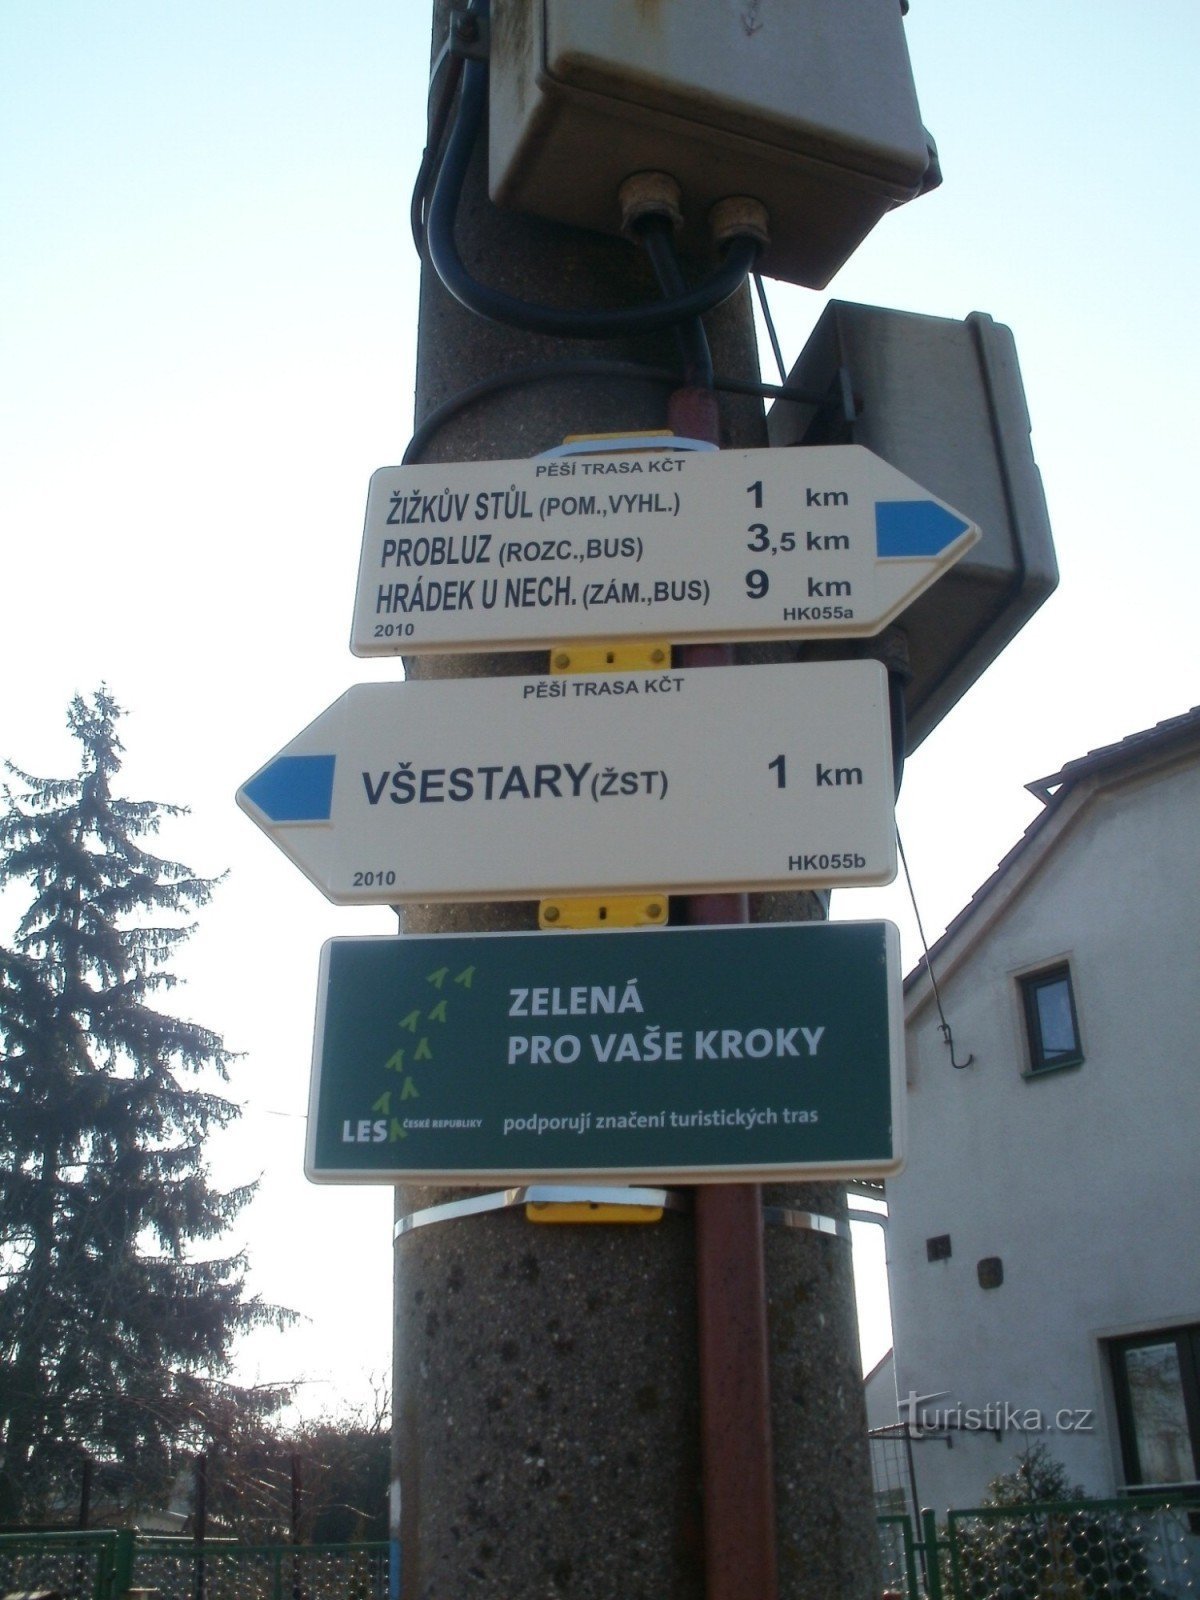 PĚŠÍ TRASA KČT
ŽIŽKŮV STŮL (POM.,VYHL.) 1 km
PROBLUZ (ROZC.,BUS) 3,5 km
HRÁDEK U NECH. (ZÁM.,BUS) 9 km
2010 HK055a
PĚŠÍ TRASA KČT
VŠESTARY(ŽST) 1 km
2010 HK055b
ZELENÁ
PRO VAŠE KROKY
LESY ČESKÉ REPUBLIKY podporují značení turistických tras
Turistika.cz